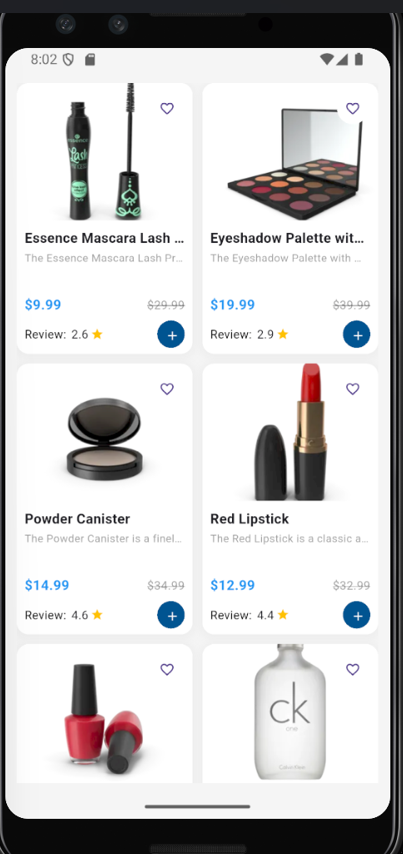 8:02
Lash
Essence Mascara Lash ...
The Essence Mascara Lash Pr...
$9.99 $29.99
Review: 2.6
Eyeshadow Palette wit...
The Eyeshadow Palette with ...
$19.99 $39.99
Review: 2.9
Powder Canister
The Powder Canister is a finel...
$14.99 $34.99
Review: 4.6
Red Lipstick
The Red Lipstick is a classic a...
$12.99 $32.99
Review: 4.4
ck
one
Calvin Klein